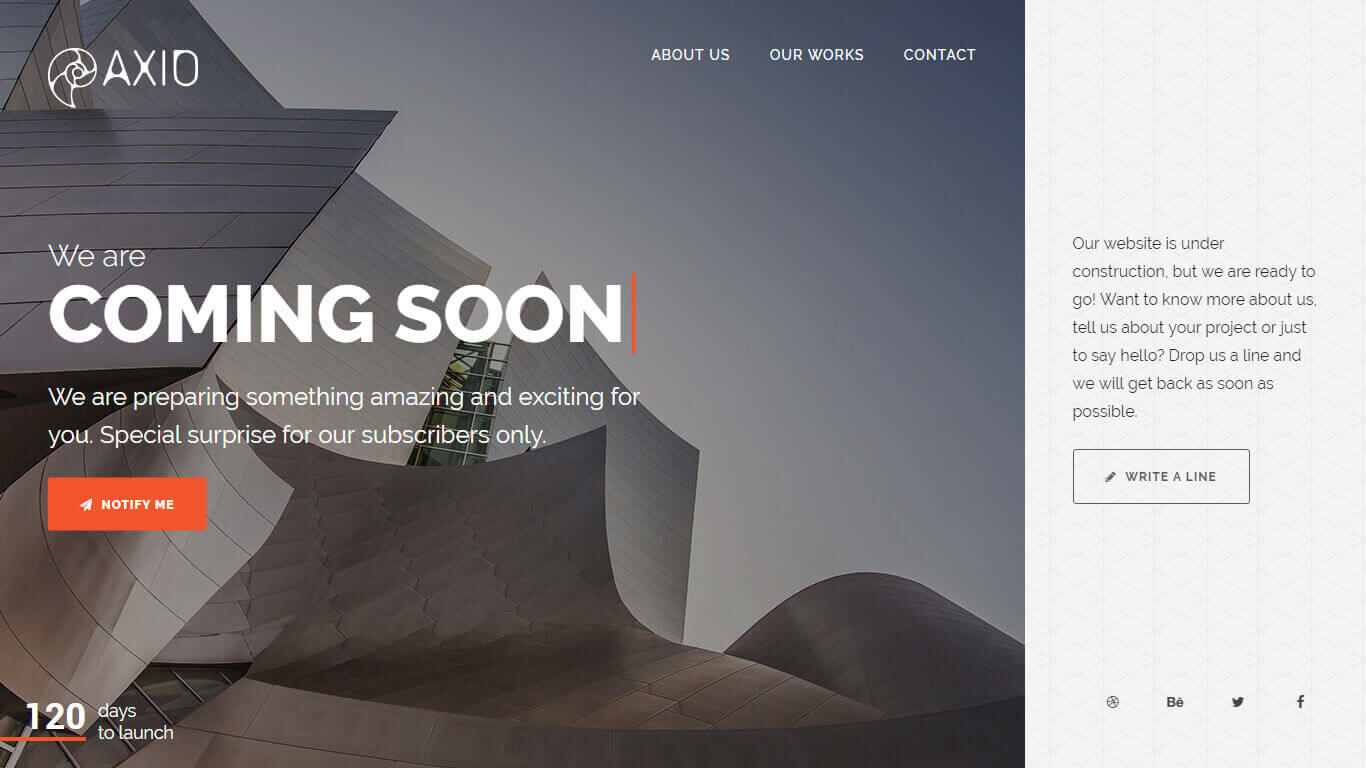 AXIO
ABOUT US
OUR WORKS
CONTACT
We are
COMING SOON
We are preparing something amazing and exciting for
you. Special surprise for our subscribers only.
NOTIFY ME
120
days
to launch
Our website is under
construction, but we are ready to
go! Want to know more about us,
tell us about your project or just
to say hello? Drop us a line and
we will get back as soon as
possible.
WRITE A LINE
Bē